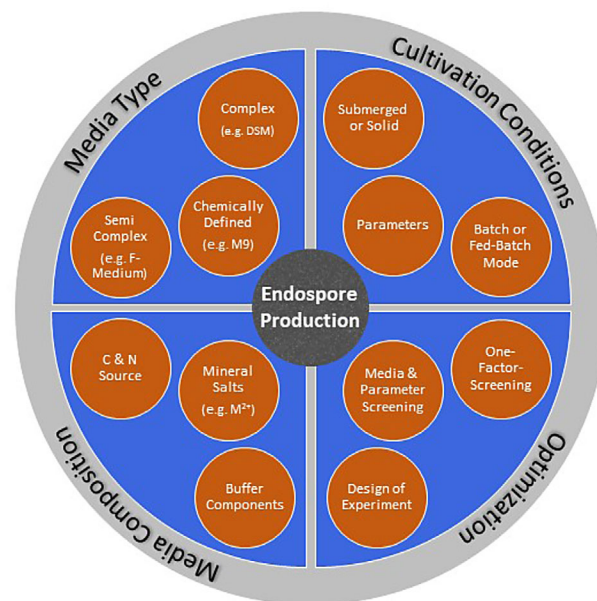 Media Type
Complex
(e.g. DSM)
Chemically
Defined
(e.g. M9)
Semi
Complex
(e.g. F-
Medium)
Cultivation Conditions
Submerged
or Solid
Parameters
Batch or
Fed-Batch
Mode
Endospore
Production
Media Composition
C & N
Source
Mineral
Salts
(e.g. M²⁺)
Buffer
Components
Optimization
One-
Factor-
Screening
Media &
Parameter
Screening
Design of
Experiment